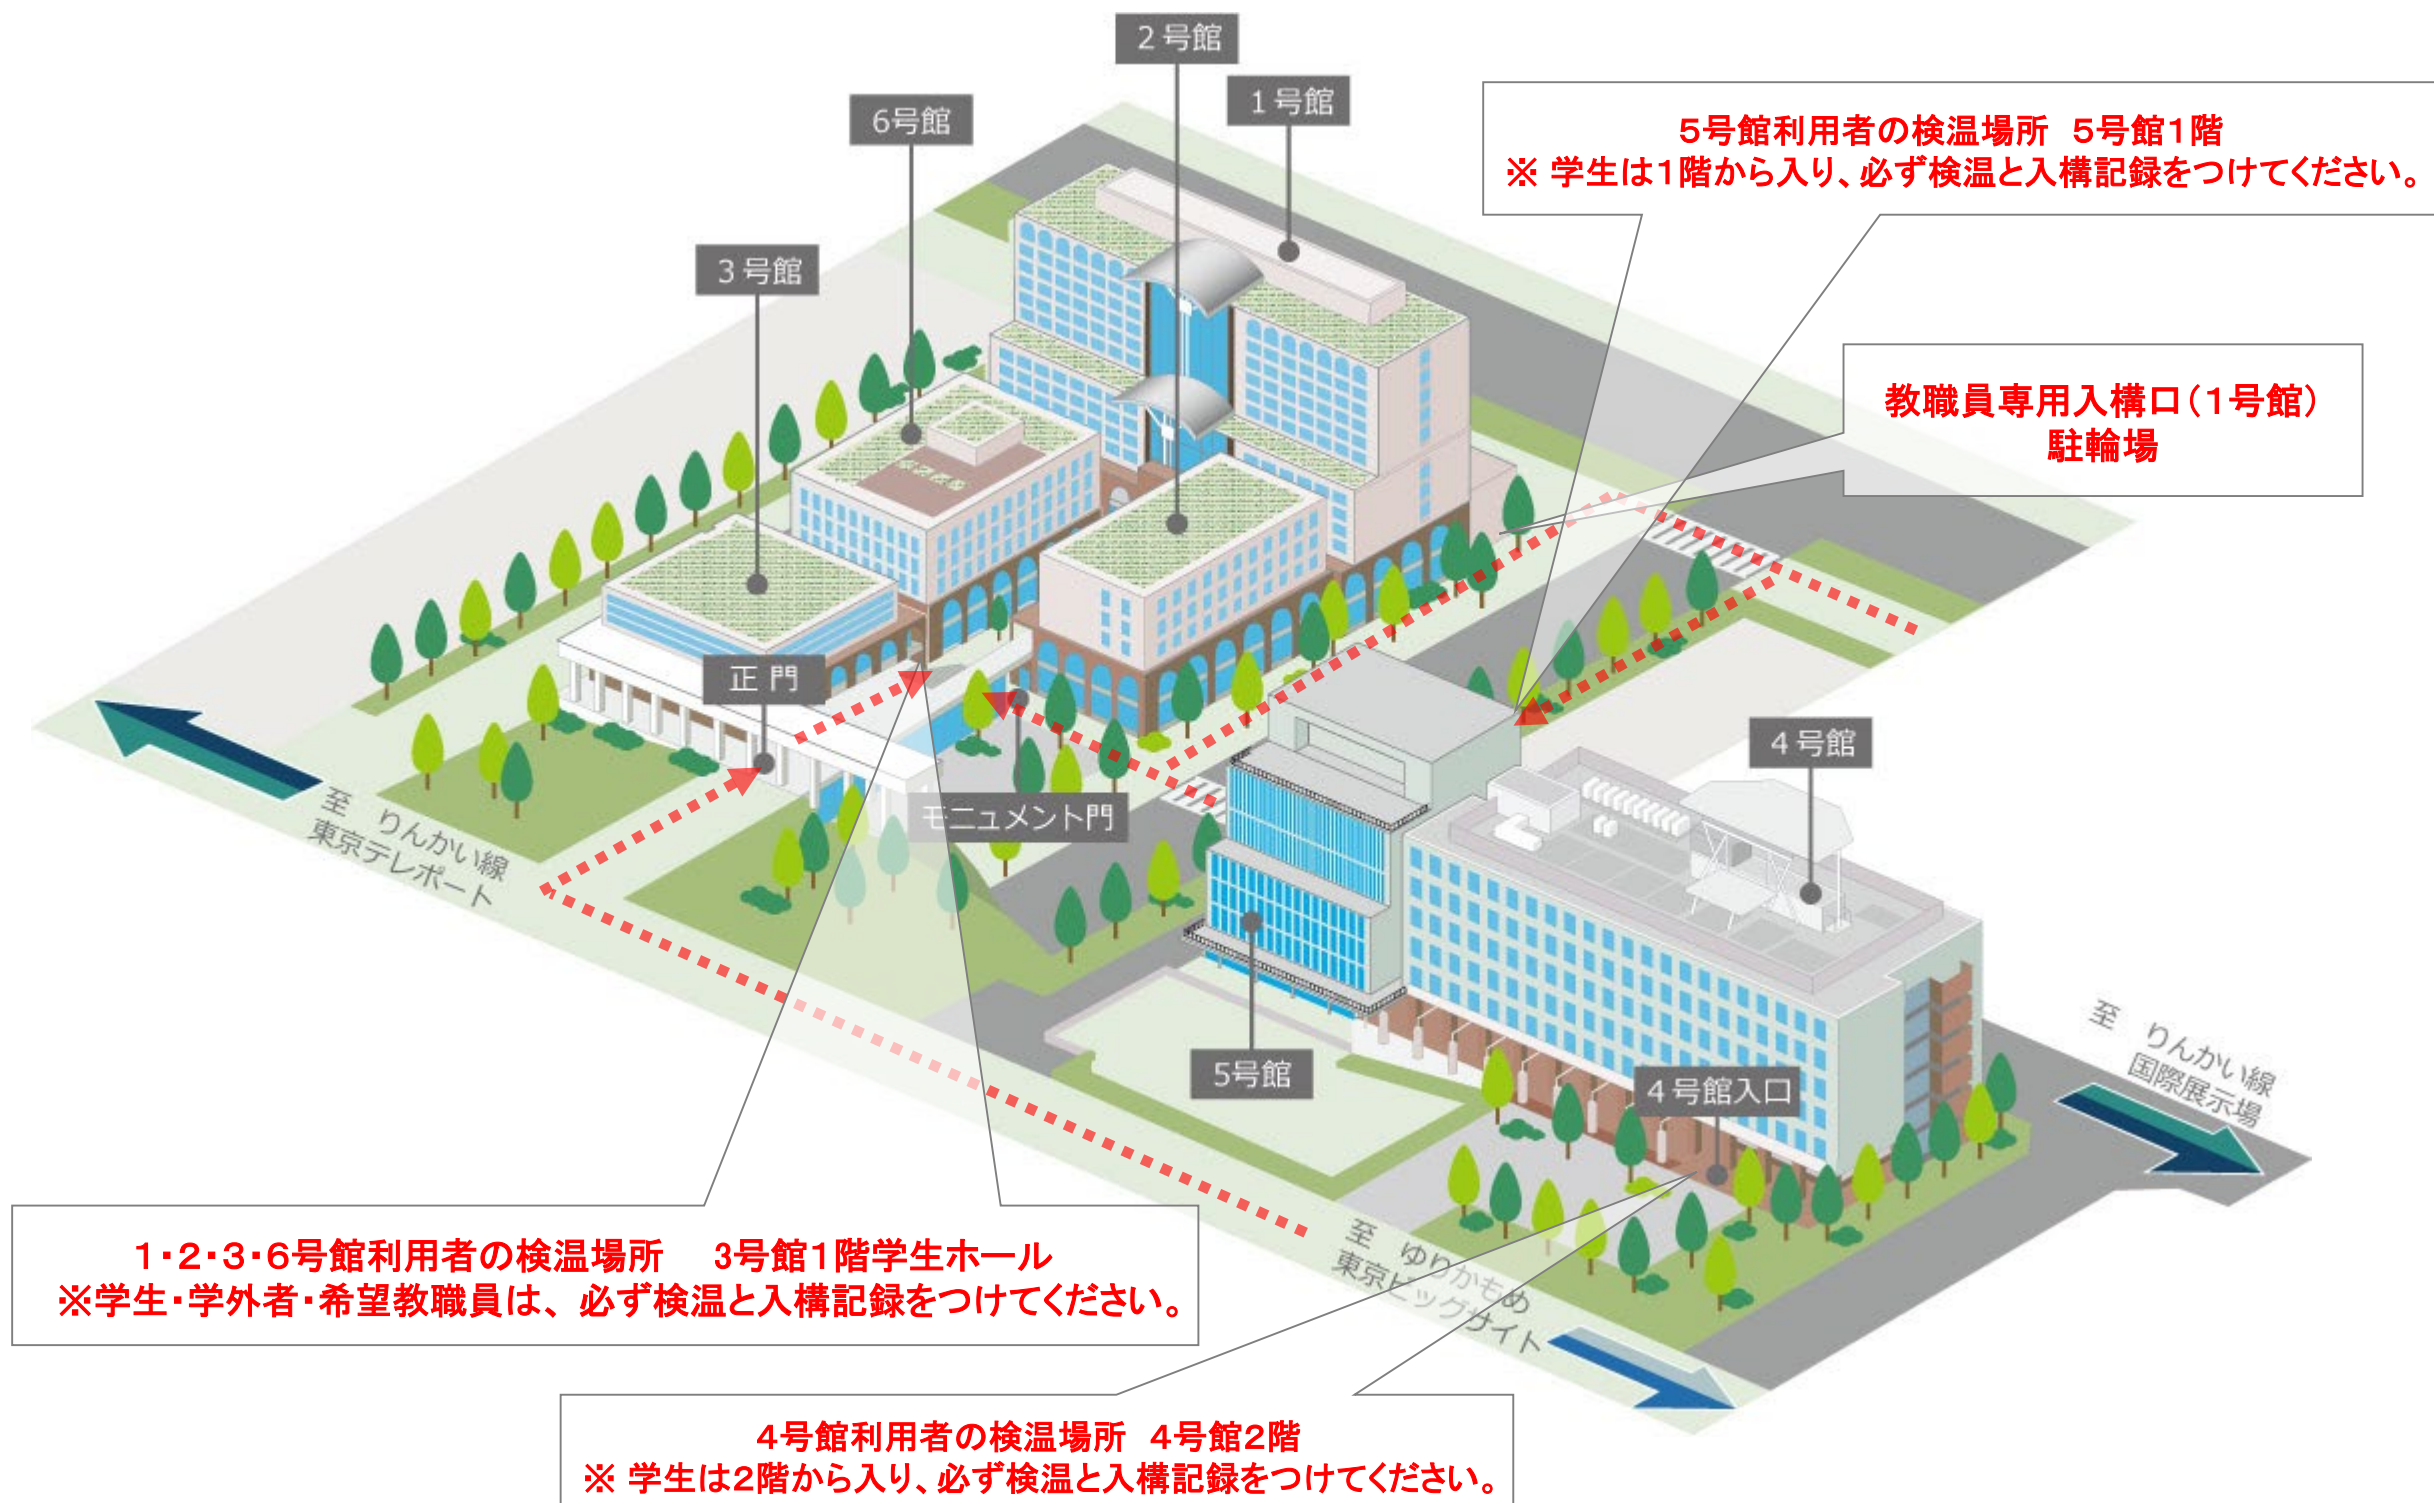 2号館
1号館
6号館
5号館利用者の検温場所 5号館1階
※ 学生は1階から入り、必ず検温と入構記録をつけてください。
3号館
教職員専用入構口(1号館)
駐輪場
正門
4号館
モニュメント門
至 りんかい線
東京テレポート
5号館
4号館入口
至 りんかい線
国際展示場
1・2・3・6号館利用者の検温場所 3号館1階学生ホール
※学生・学外者・希望教職員は、必ず検温と入構記録をつけてください。
至 ゆりかもめ
東京ビッグサイト
4号館利用者の検温場所 4号館2階
※ 学生は2階から入り、必ず検温と入構記録をつけてください。